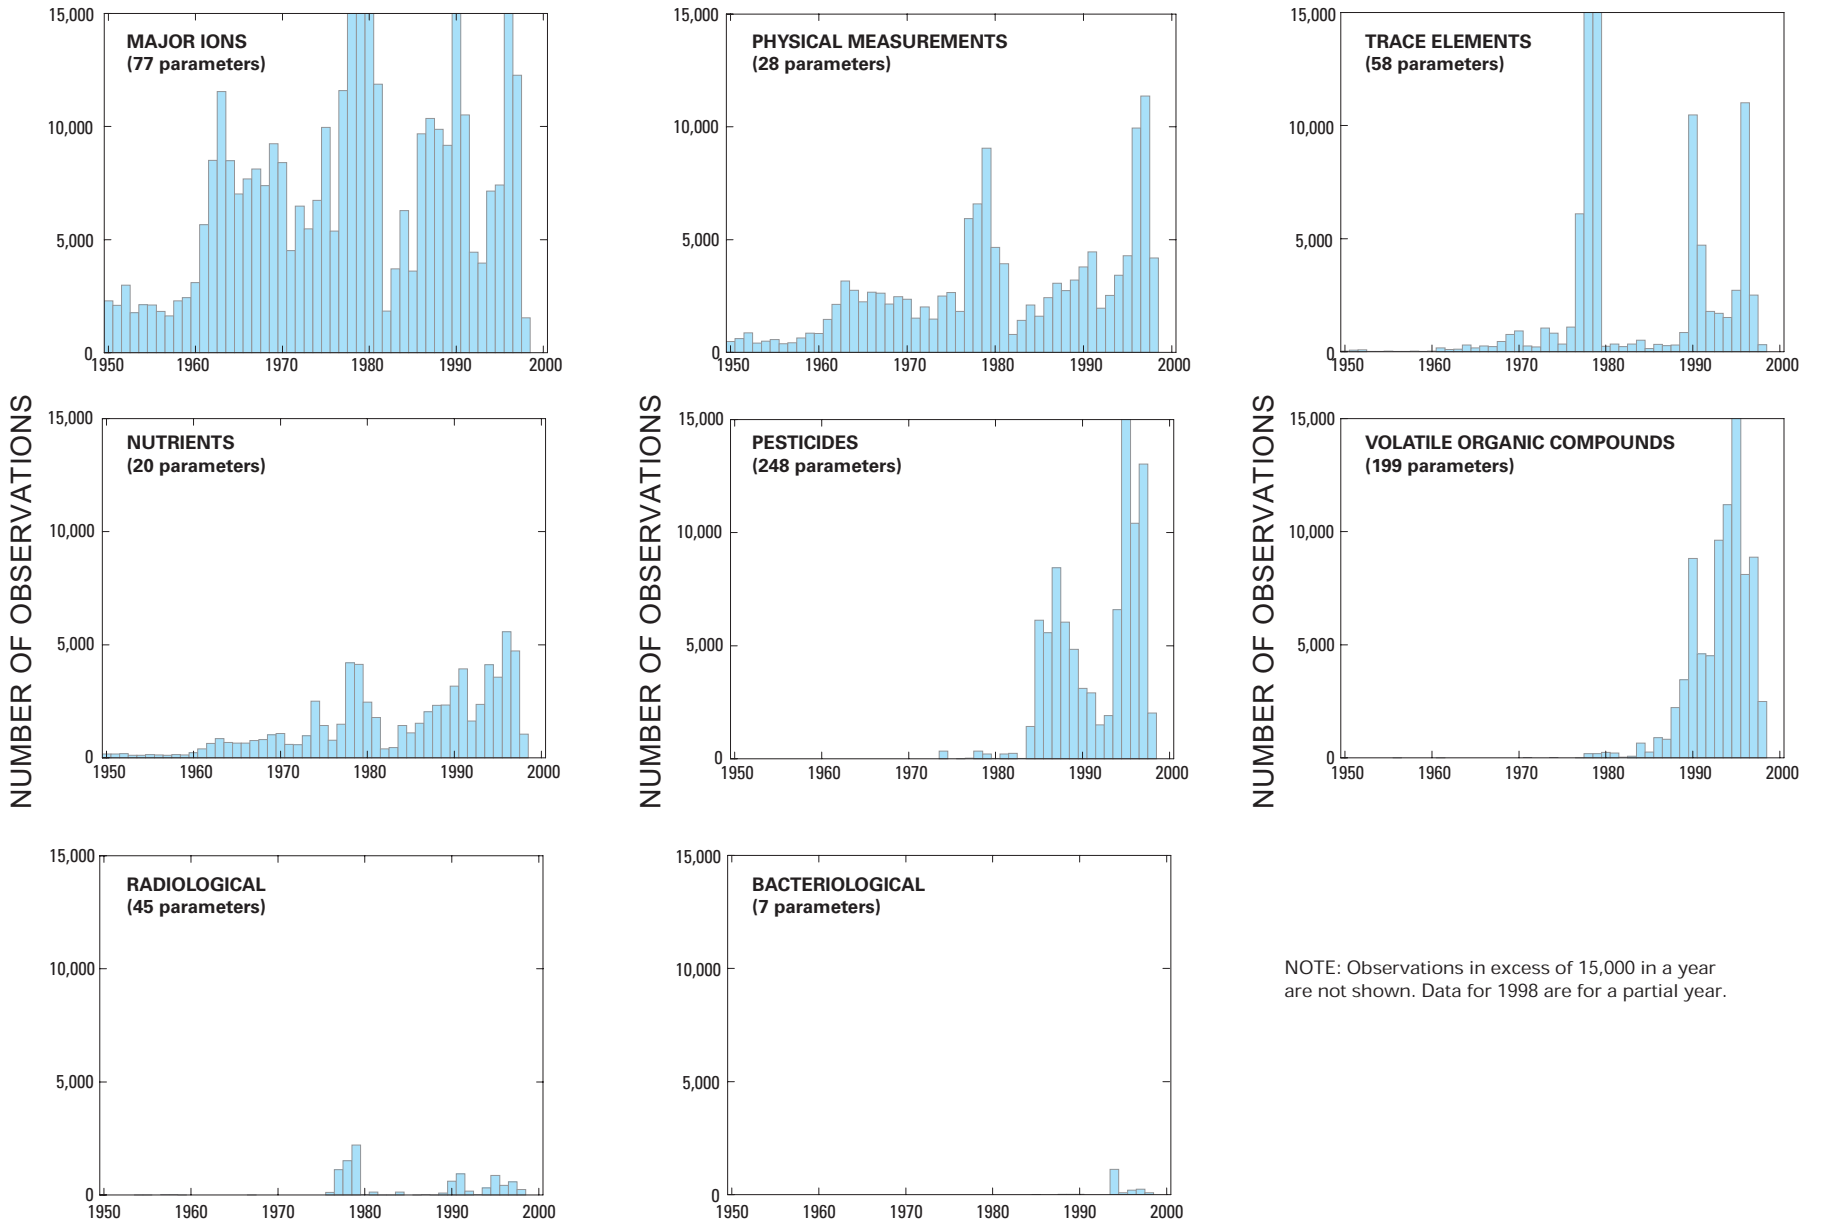 MAJOR IONS
(77 parameters)
15,000
10,000
5,000
0
1950 1960 1970 1980 1990 2000
PHYSICAL MEASUREMENTS
(28 parameters)
15,000
10,000
5,000
0
1950 1960 1970 1980 1990 2000
TRACE ELEMENTS
(58 parameters)
15,000
10,000
5,000
0
1950 1960 1970 1980 1990 2000
NUMBER OF OBSERVATIONS
NUTRIENTS
(20 parameters)
15,000
10,000
5,000
0
1950 1960 1970 1980 1990 2000
NUMBER OF OBSERVATIONS
PESTICIDES
(248 parameters)
15,000
10,000
5,000
0
1950 1960 1970 1980 1990 2000
NUMBER OF OBSERVATIONS
VOLATILE ORGANIC COMPOUNDS
(199 parameters)
15,000
10,000
5,000
0
1950 1960 1970 1980 1990 2000
RADIOLOGICAL
(45 parameters)
15,000
10,000
5,000
0
1950 1960 1970 1980 1990 2000
BACTERIOLOGICAL
(7 parameters)
15,000
10,000
5,000
0
1950 1960 1970 1980 1990 2000
NOTE: Observations in excess of 15,000 in a year
are not shown. Data for 1998 are for a partial year.